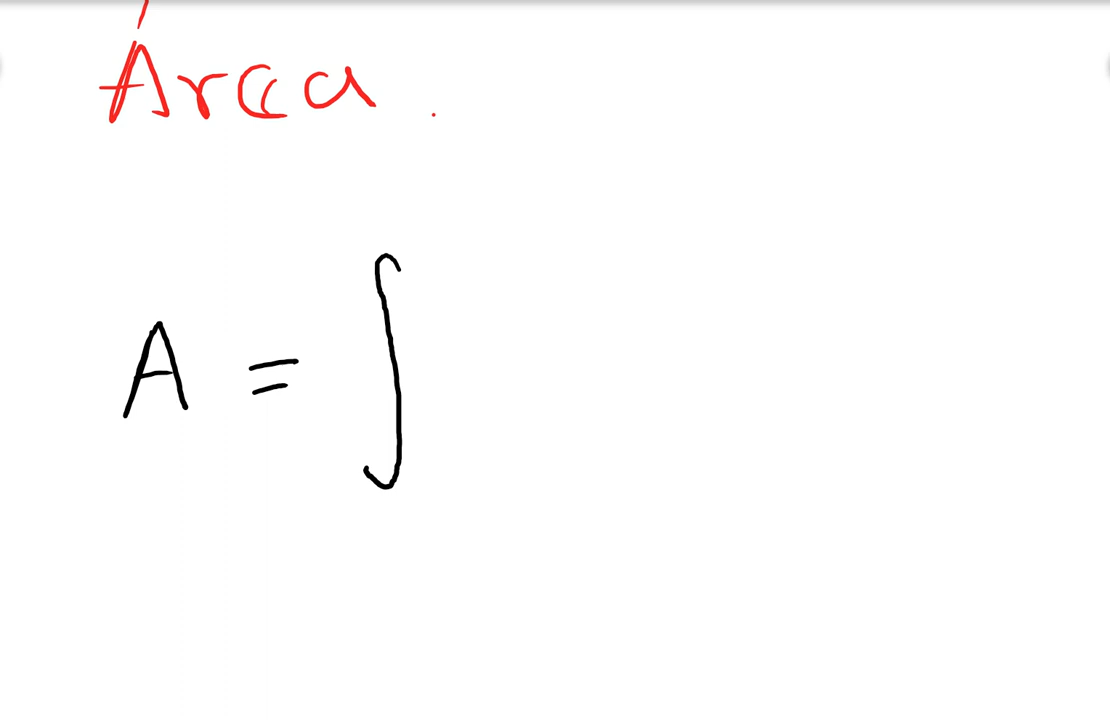 Área.
A = ∫